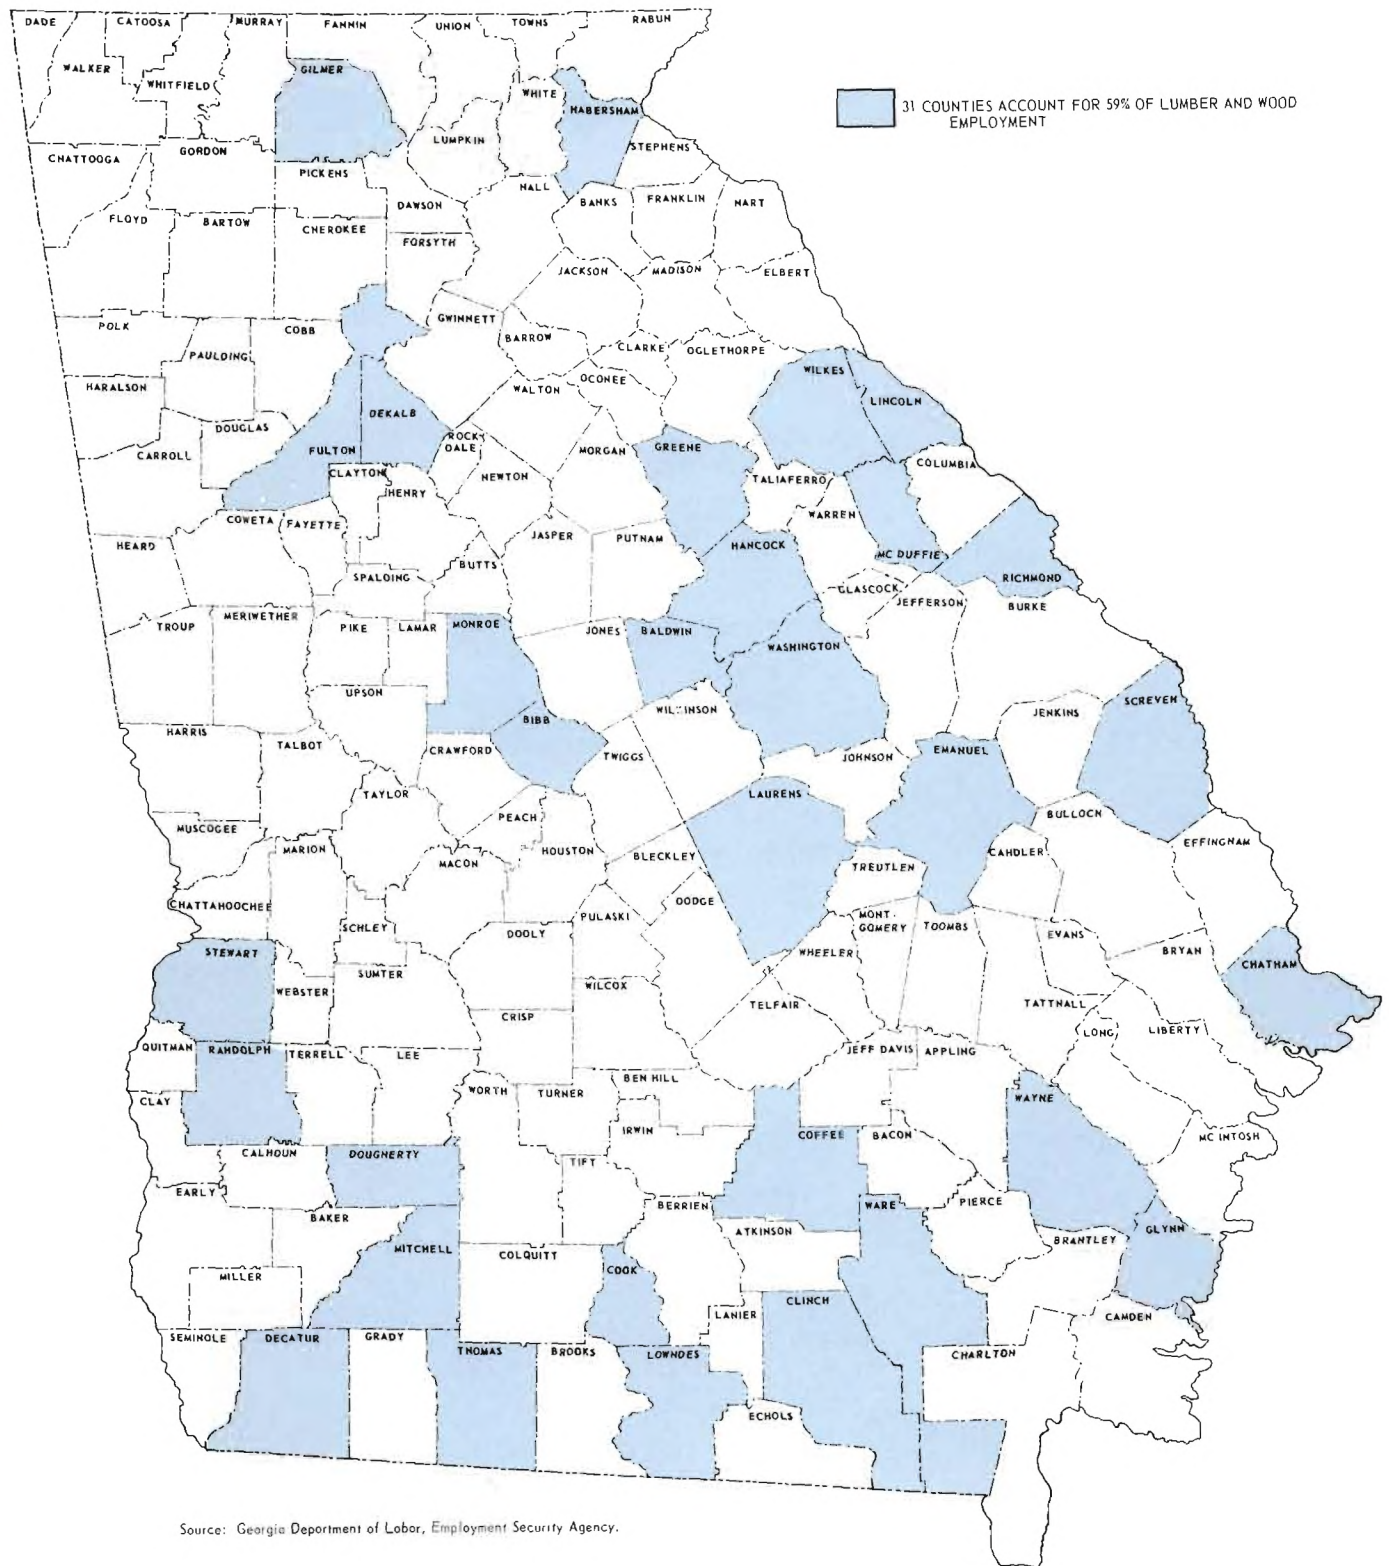 DADE
CATOOSA
MURRAY
FANNIN
UNION
TOWNS
RABUN
WALKER
WHITFIELD
GILMER
WHITE
HABERSHAM
31 COUNTIES ACCOUNT FOR 59% OF LUMBER AND WOOD
EMPLOYMENT
LUMPKIN
STEPHENS
CHATTOOGA
GORDON
PICKENS
HALL
DAWSON
BANKS
FRANKLIN
HART
FLOYD
BARTOW
CHEROKEE
FORSYTH
JACKSON
MADISON
ELBERT
POLK
COBB
GWINNETT
BARROW
PAULDING
CLARKE
OGLETHORPE
HARALSON
WALTON
OCONEE
WILKES
LINCOLN
DEKALB
DOUGLAS
CARROLL
FULTON
ROCK
DALE
MORGAN
GREENE
COLUMBIA
CLAYTON
HENRY
NEWTON
TALIAFERRO
WARREN
COWETA
FAYETTE
HEARD
JASPER
PUTNAM
HANCOCK
MC DUFFIE
SPALDING
BUTTS
GLASCOCK
RICHMOND
JEFFERSON
BURKE
TROUP
MERIWETHER
PIKE
LAMAR
MONROE
JONES
BALDWIN
WASHINGTON
UPSON
SCREVEN
HARRIS
TALBOT
CRAWFORD
BIBB
WILKINSON
JENKINS
TWIGGS
JOHNSON
EMANUEL
TAYLOR
LAURENS
MUSCOGEE
PEACH
BULLOCH
MARION
MACON
HOUSTON
BLECKLEY
TREUTLEN
CAHDLER
EFFINGHAM
CHATTAHOOCHEE
SCHLEY
DOOLY
PULASKI
DODGE
MONT.
GOMERY
TOOMBS
EVANS
STEWART
SUMTER
WHEELER
BRYAN
CHATHAM
WEBSTER
WILCOX
CRISP
TELFAIR
TATTNALL
LONG
LIBERTY
QUITMAN
RAHDOLPH
TERRELL
LEE
JEFF DAVIS
APPLING
CLAY
WORTH
TURNER
BEN HILL
WAYNE
IRWIN
COFFEE
BACON
MC INTOSH
CALHOUN
DOUGHERTY
TIFT
EARLY
BAKER
BERRIEN
WARE
PIERCE
MITCHELL
COLQUITT
ATKINSON
BRANTLEY
GLYNN
MILLER
COOK
CLINCH
LANIER
CAMDEN
SEMINOLE
DECATUR
GRADY
THOMAS
BROOKS
LOWNDES
CHARLTON
ECHOLS
Source: Georgia Department of Labor, Employment Security Agency.